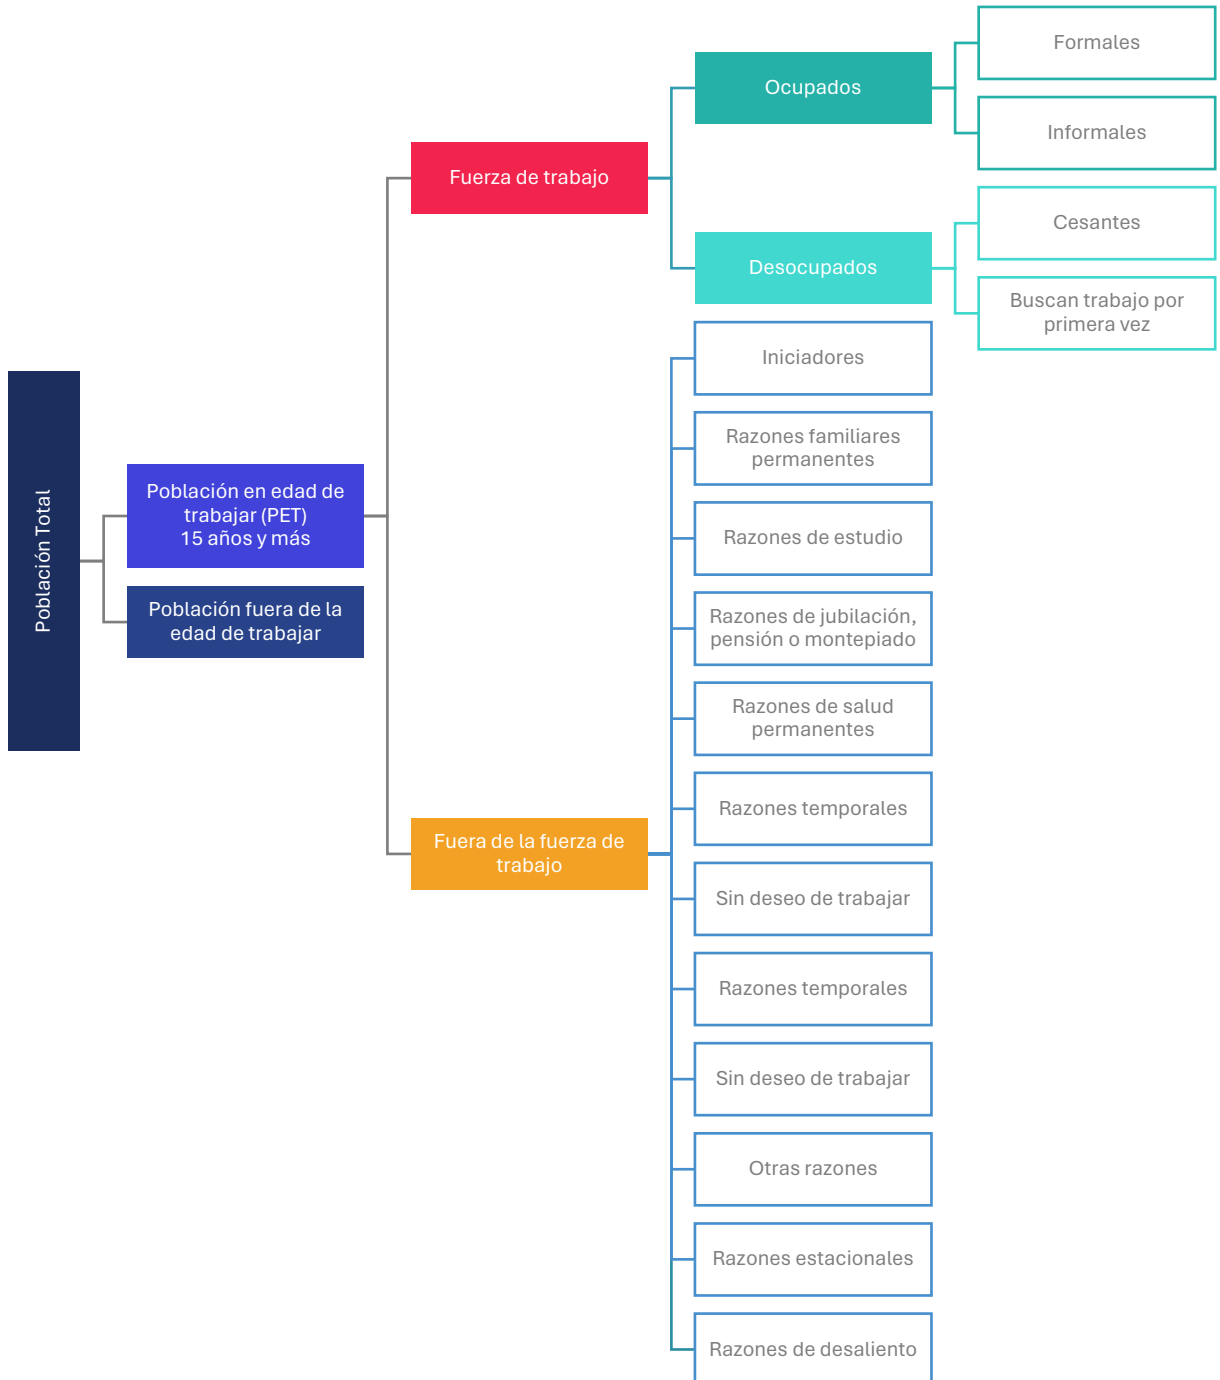 Población Total
Población en edad de
trabajar (PET)
15 años y más
Población fuera de la
edad de trabajar
Fuerza de trabajo
Fuera de la fuerza de
trabajo
Ocupados
Desocupados
Formales
Informales
Cesantes
Buscan trabajo por
primera vez
Iniciadores
Razones familiares
permanentes
Razones de estudio
Razones de jubilación,
pensión o montepiado
Razones de salud
permanentes
Razones temporales
Sin deseo de trabajar
Razones temporales
Sin deseo de trabajar
Otras razones
Razones estacionales
Razones de desaliento